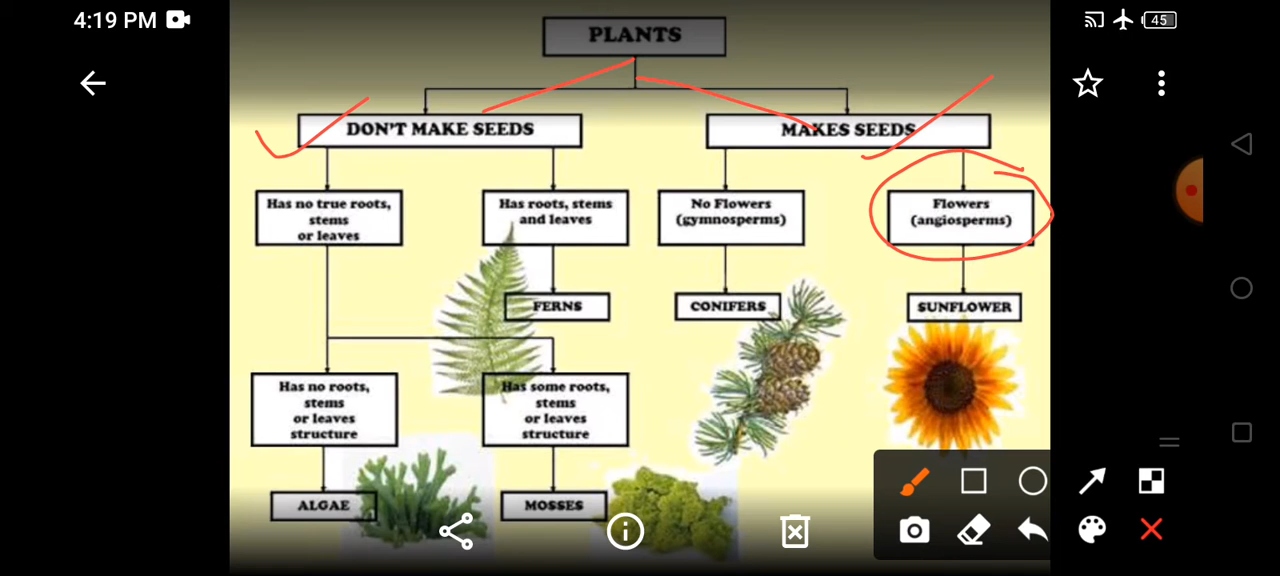 4:19 PM
45
PLANTS
DON'T MAKE SEEDS
MAKES SEEDS
Has no true roots,
stems
or leaves
Has roots, stems
and leaves
No Flowers
(gymnosperms)
Flowers
(angiosperms)
FERNS
CONIFERS
SUNFLOWER
Has no roots,
stems
or leaves
structure
Has some roots,
stems
or leaves
structure
ALGAE
MOSSES